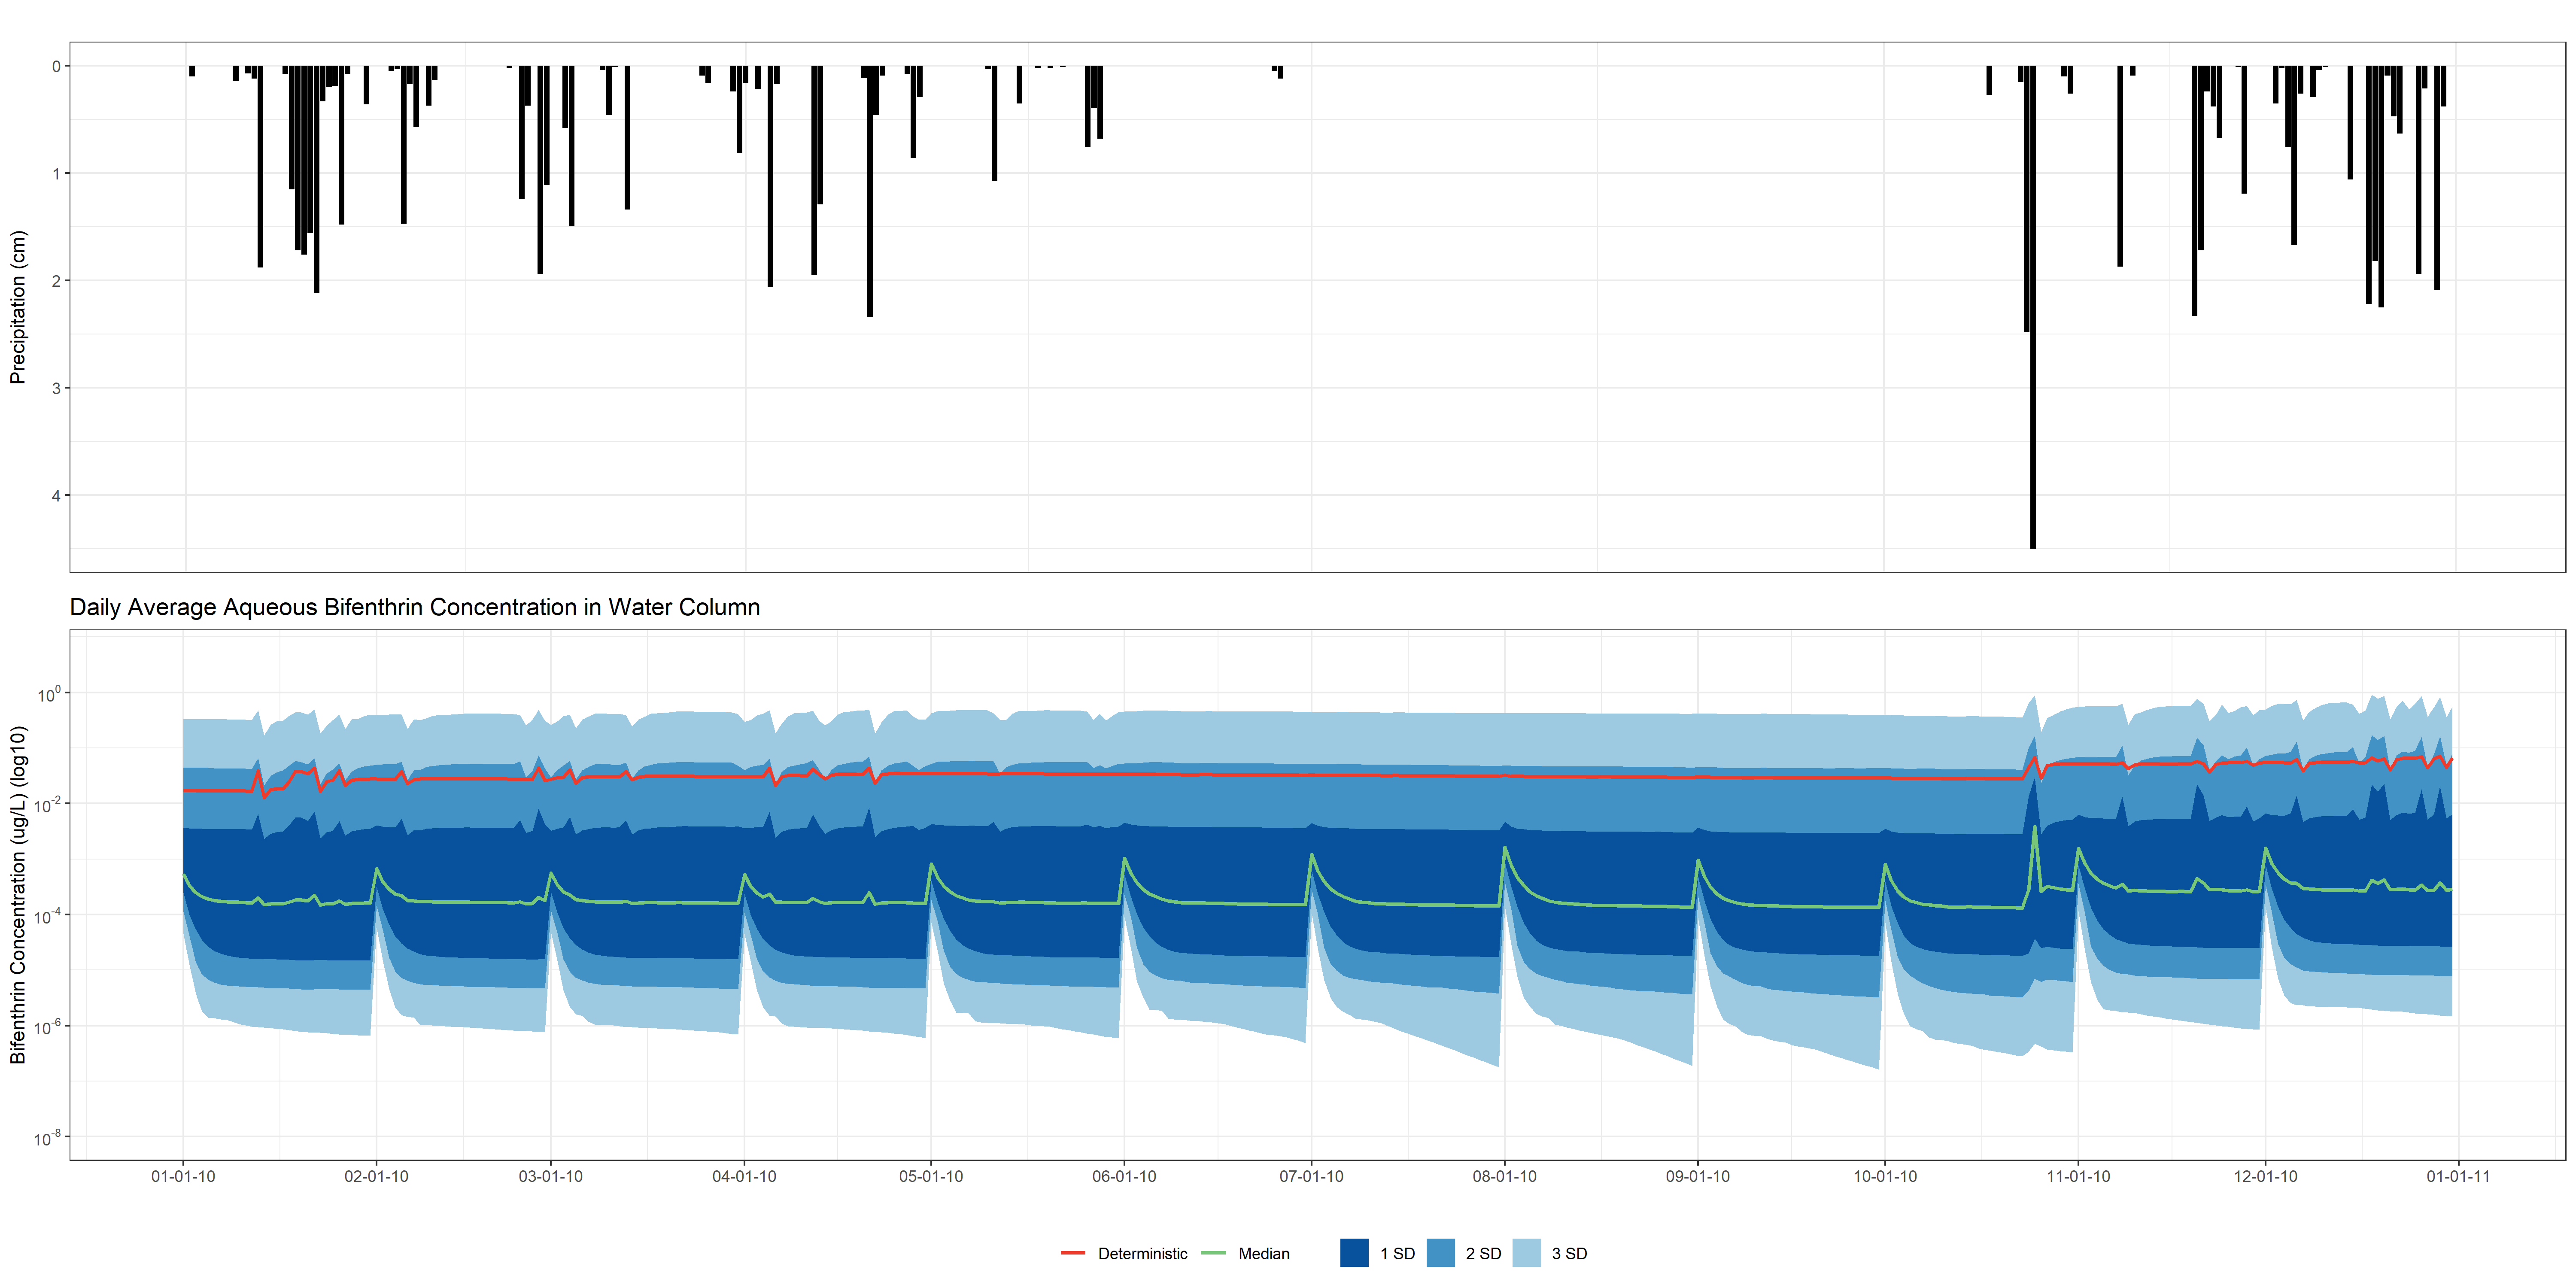 0
1
2
3
4
Precipitation (cm)
Daily Average Aqueous Bifenthrin Concentration in Water Column
10⁰
10⁻²
10⁻⁴
10⁻⁶
10⁻⁸
Bifenthrin Concentration (ug/L) (log10)
01-01-10 02-01-10 03-01-10 04-01-10 05-01-10 06-01-10 07-01-10 08-01-10 09-01-10 10-01-10 11-01-10 12-01-10 01-01-11
Deterministic Median 1 SD 2 SD 3 SD